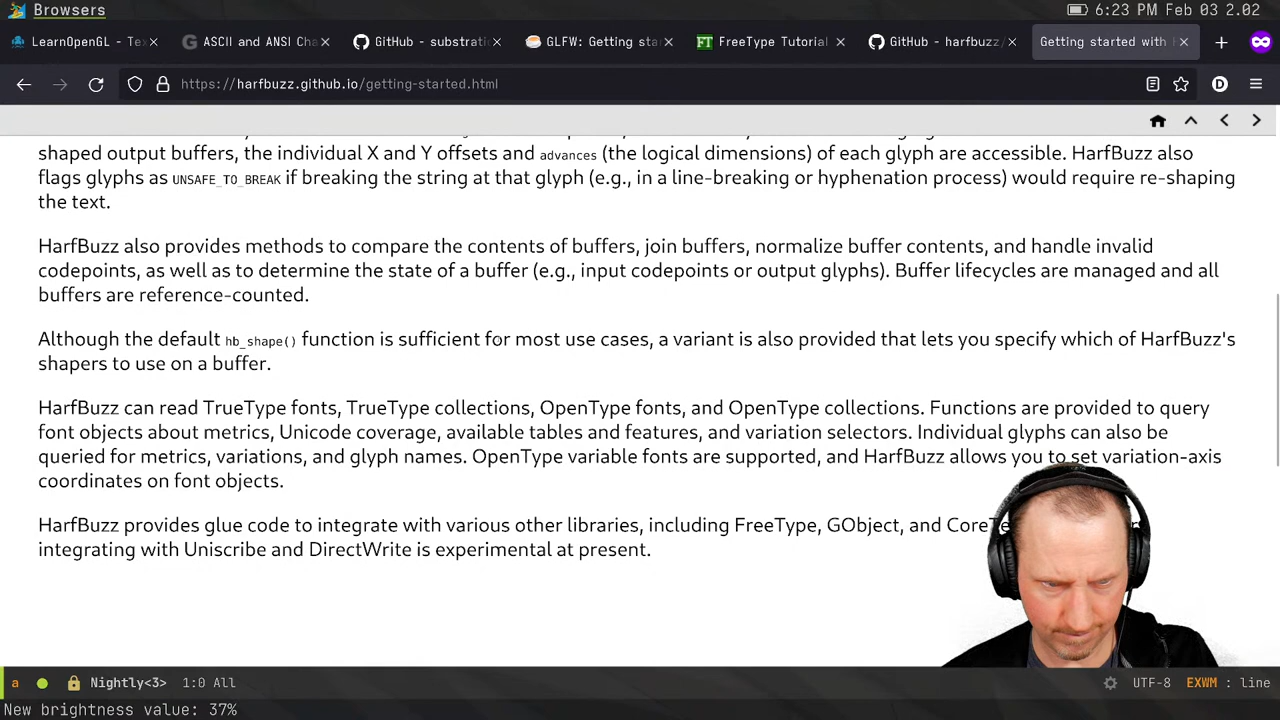 Browsers
6:23 PM Feb 03 2.02
LearnOpenGL - Tex
ASCII and ANSI Cha
GitHub - substratio
GLFW: Getting sta
FreeType Tutorial
GitHub - harfbuzz/
Getting started with H
https://harfbuzz.github.io/getting-started.html
shaped output buffers, the individual X and Y offsets and advances (the logical dimensions) of each glyph are accessible. HarfBuzz also
flags glyphs as UNSAFE_TO_BREAK if breaking the string at that glyph (e.g., in a line-breaking or hyphenation process) would require re-shaping
the text.
HarfBuzz also provides methods to compare the contents of buffers, join buffers, normalize buffer contents, and handle invalid
codepoints, as well as to determine the state of a buffer (e.g., input codepoints or output glyphs). Buffer lifecycles are managed and all
buffers are reference-counted.
Although the default hb_shape() function is sufficient for most use cases, a variant is also provided that lets you specify which of HarfBuzz's
shapers to use on a buffer.
HarfBuzz can read TrueType fonts, TrueType collections, OpenType fonts, and OpenType collections. Functions are provided to query
font objects about metrics, Unicode coverage, available tables and features, and variation selectors. Individual glyphs can also be
queried for metrics, variations, and glyph names. OpenType variable fonts are supported, and HarfBuzz allows you to set variation-axis
coordinates on font objects.
HarfBuzz provides glue code to integrate with various other libraries, including FreeType, GObject, and CoreTe
integrating with Uniscribe and DirectWrite is experimental at present.
a Nightly<3> 1:0 All UTF-8 EXWM : line
New brightness value: 37%